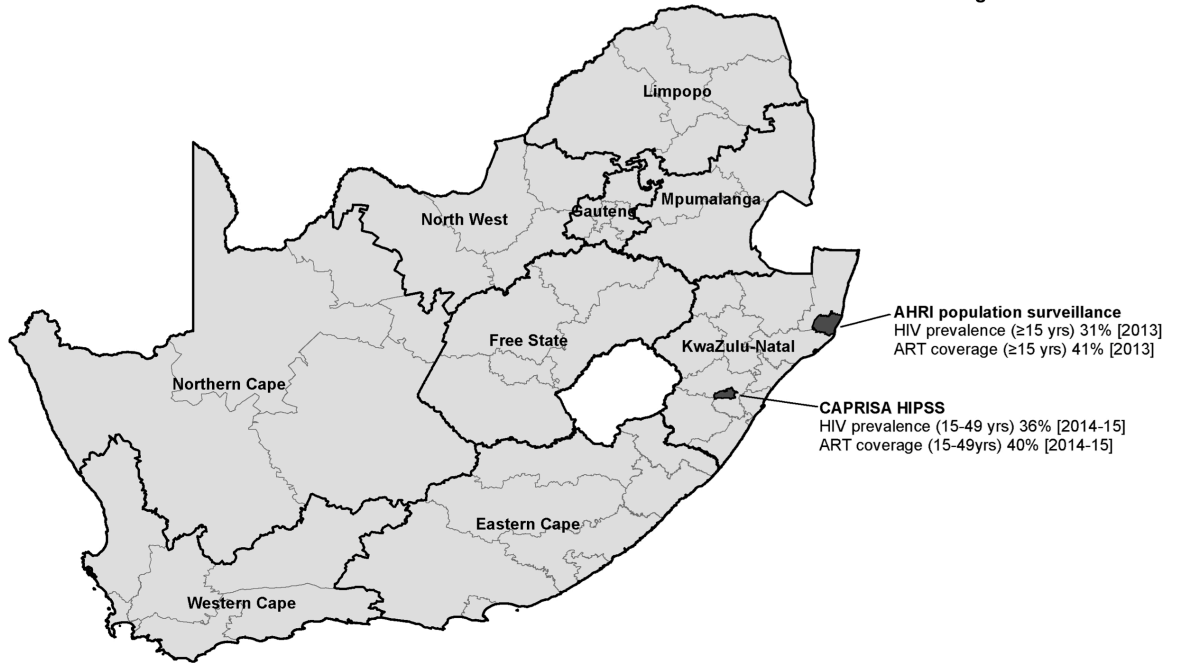 Limpopo
Mpumalanga
Gauteng
North West
AHRI population surveillance
HIV prevalence (≥15 yrs) 31% [2013]
ART coverage (≥15 yrs) 41% [2013]
Free State
KwaZulu-Natal
Northern Cape
CAPRISA HIPSS
HIV prevalence (15-49 yrs) 36% [2014-15]
ART coverage (15-49yrs) 40% [2014-15]
Eastern Cape
Western Cape